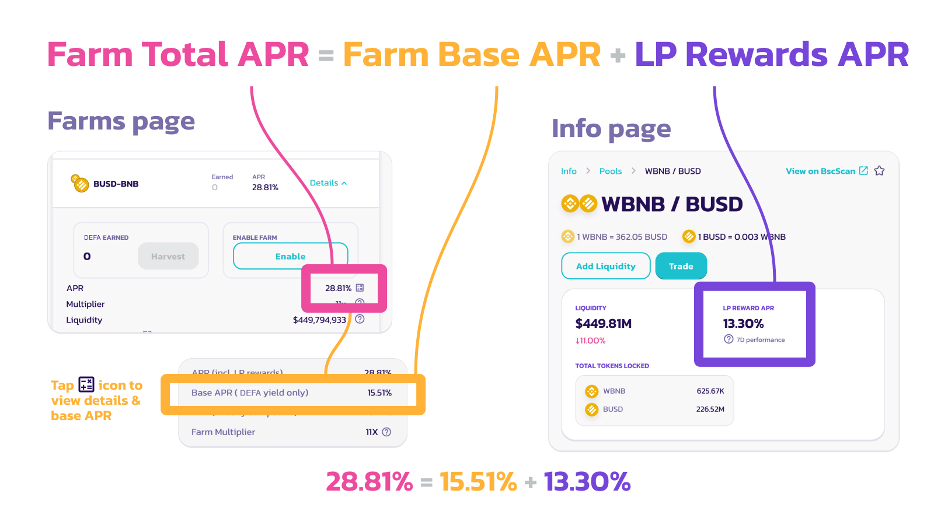 Farm Total APR = Farm Base APR + LP Rewards APR
Farms page
BUSD-BNB
Earned
0
APR
28.81%
Details
DEFA EARNED
0
Harvest
ENABLE FARM
Enable
APR 28.81%
Multiplier
Liquidity $449,794,933
APR (incl. LP rewards) 28.81%
Base APR ( DEFA yield only) 15.51%
Farm Multiplier 11X
Tap icon to
view details &
base APR
Info page
Info > Pools > WBNB / BUSD
View on BscScan
WBNB / BUSD
1 WBNB = 362.05 BUSD
1 BUSD = 0.003 WBNB
Add Liquidity
Trade
LIQUIDITY
$449.81M
↓11.00%
LP REWARD APR
13.30%
7D performance
TOTAL TOKENS LOCKED
WBNB 625.67K
BUSD 226.52M
28.81% = 15.51% + 13.30%